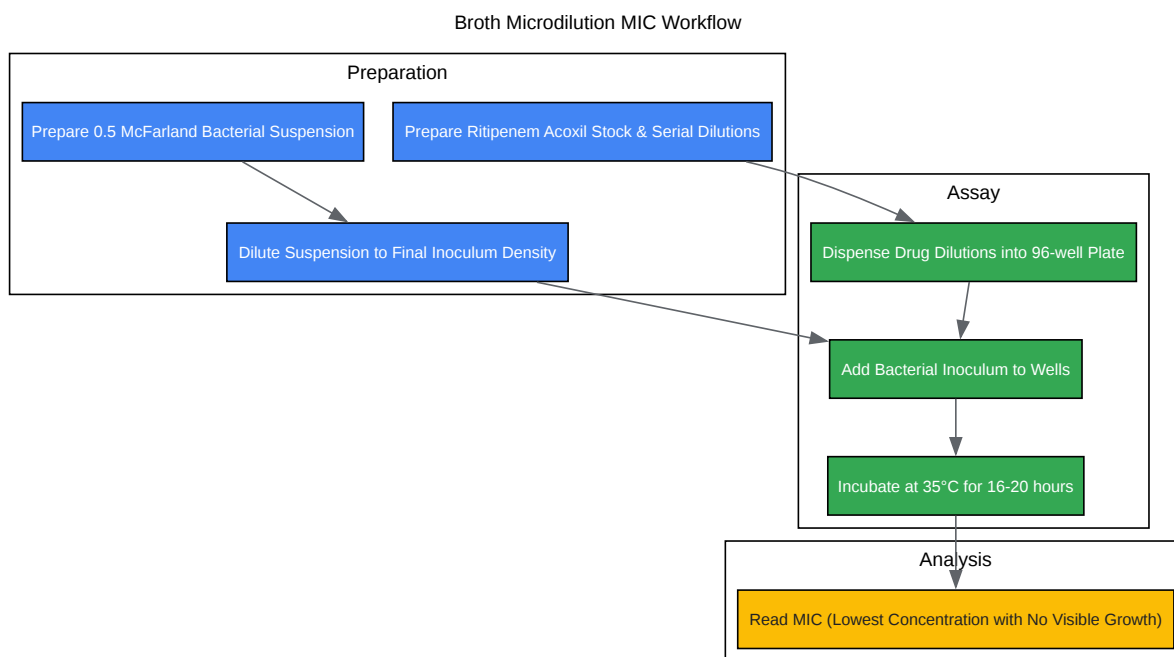 Broth Microdilution MIC Workflow
Preparation
Prepare 0.5 McFarland Bacterial Suspension
Prepare Ritipenem Acoxil Stock & Serial Dilutions
Dilute Suspension to Final Inoculum Density
Assay
Dispense Drug Dilutions into 96-well Plate
Add Bacterial Inoculum to Wells
Incubate at 35°C for 16-20 hours
Analysis
Read MIC (Lowest Concentration with No Visible Growth)